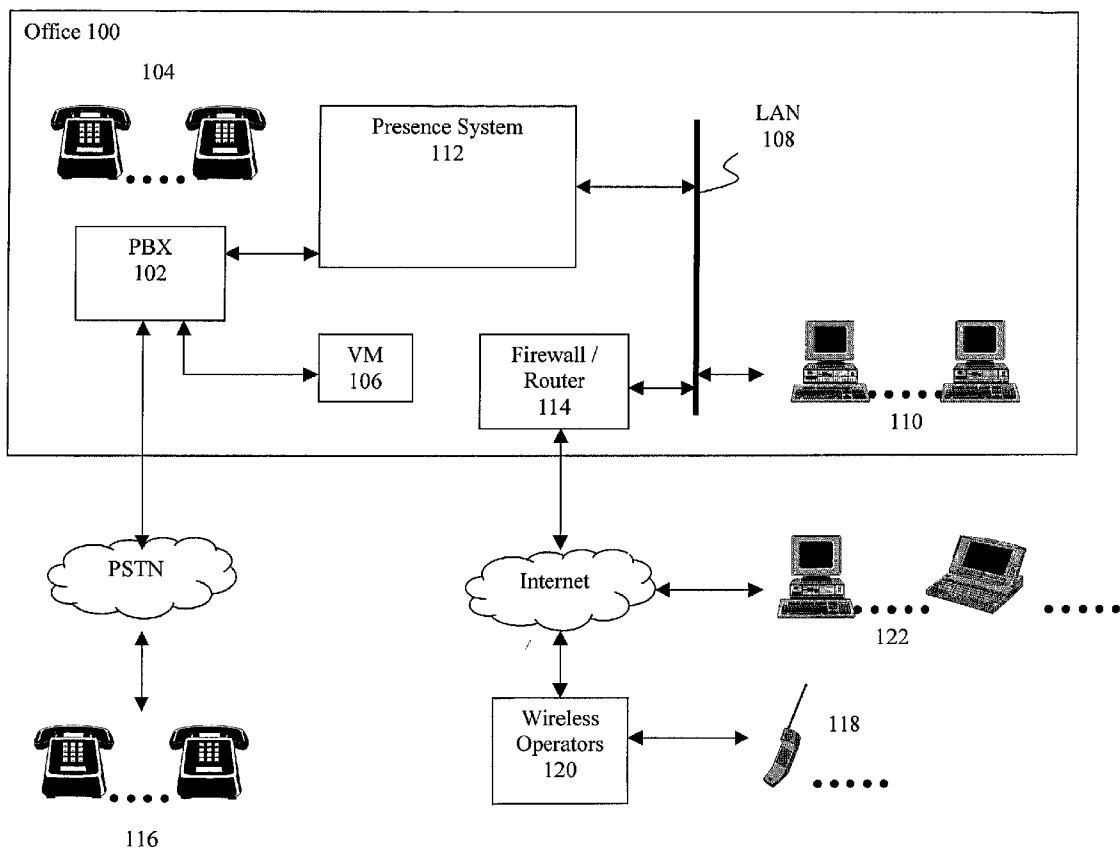 Office 100
104
Presence System
112
LAN
108
PBX
102
VM
106
Firewall /
Router
114
110
PSTN
Internet
122
Wireless
Operators
120
118
116